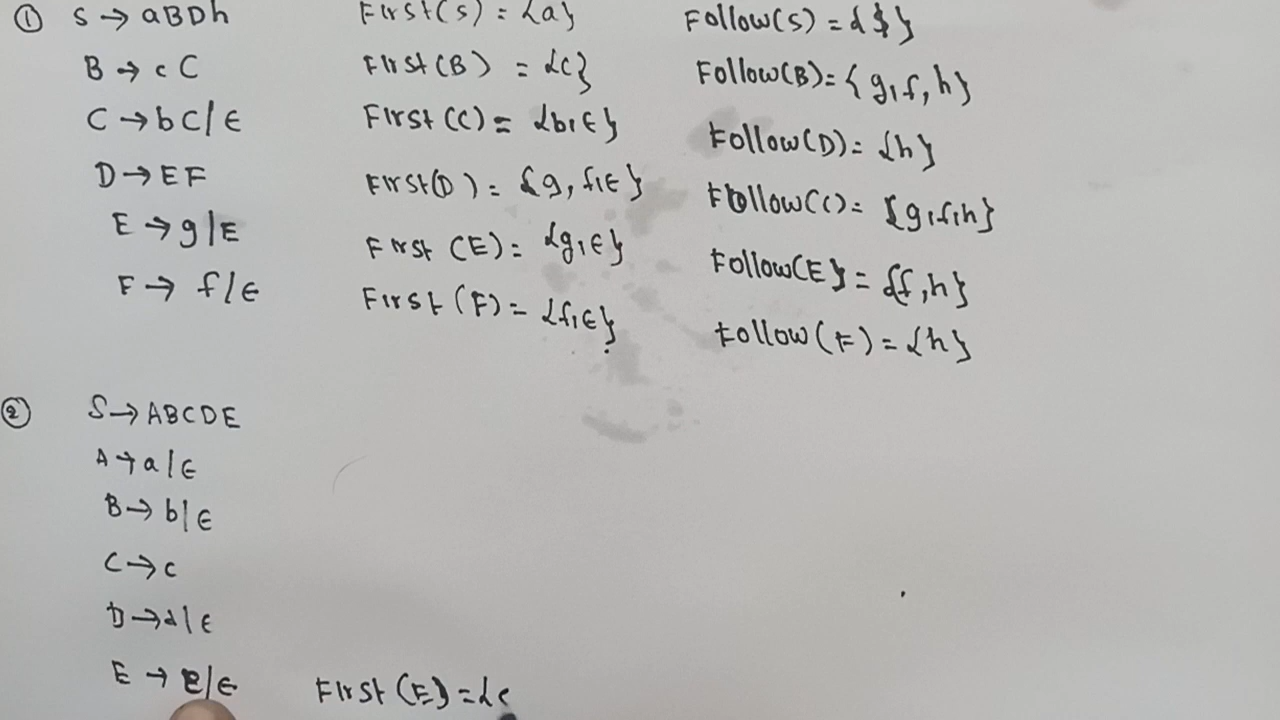 ① S → aBDh First(S) = {a} Follow(S) = {$}
B → cC First(B) = {c} Follow(B) = {g, f, h}
C → bC/ε First(C) = {b, ε} Follow(D) = {h}
D → EF First(D) = {g, f, ε} Follow(C) = {g, f, h}
E → g/ε First(E) = {g, ε} Follow(E} = {f, h}
F → f/ε First(F) = {f, ε} Follow(F) = {h}
② S → ABCDE
A → a/ε
B → b/ε
C → c
D → d/ε
E → e/ε First(E) = {